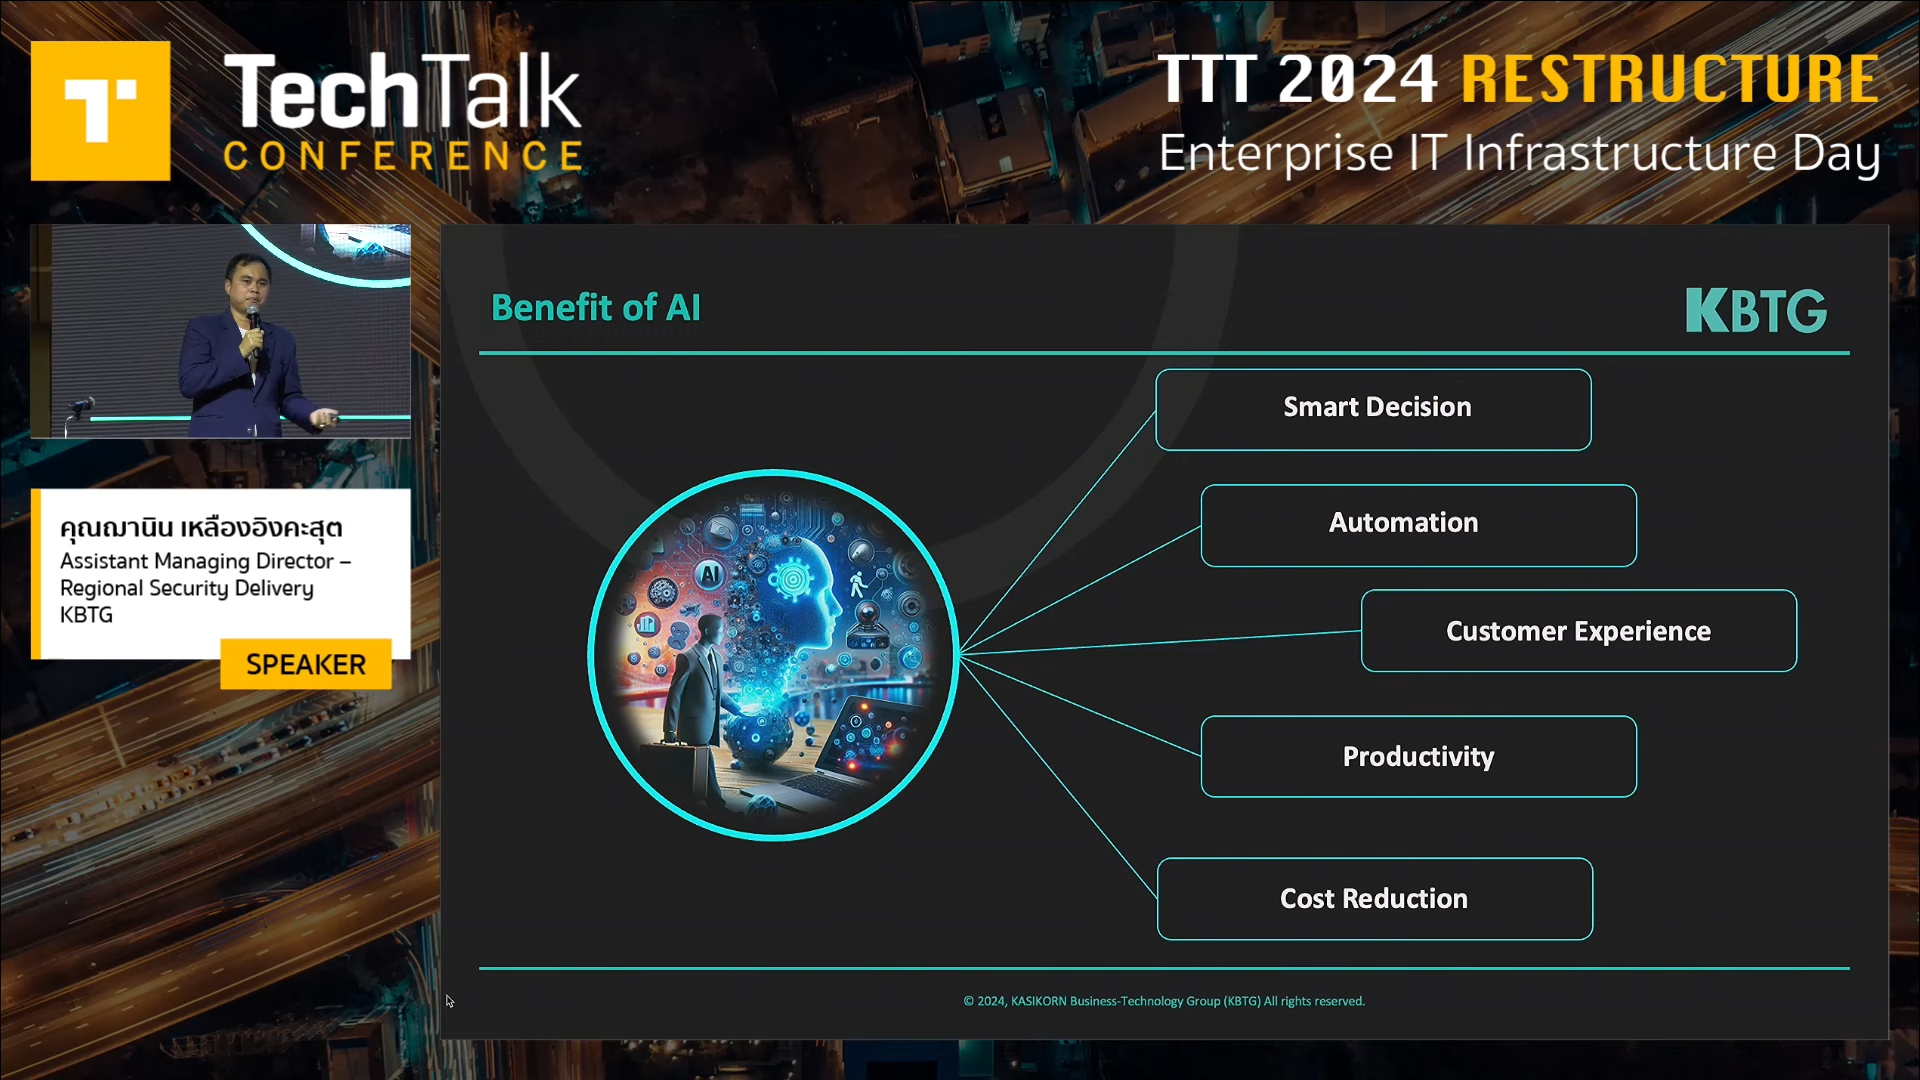 TechTalk
CONFERENCE
TTT 2024 RESTRUCTURE
Enterprise IT Infrastructure Day
คุณฌานิน เหลืองอิงคะสุต
Assistant Managing Director –
Regional Security Delivery
KBTG
SPEAKER
Benefit of AI
KBTG
AI
Smart Decision
Automation
Customer Experience
Productivity
Cost Reduction
© 2024, KASIKORN Business-Technology Group (KBTG) All rights reserved.